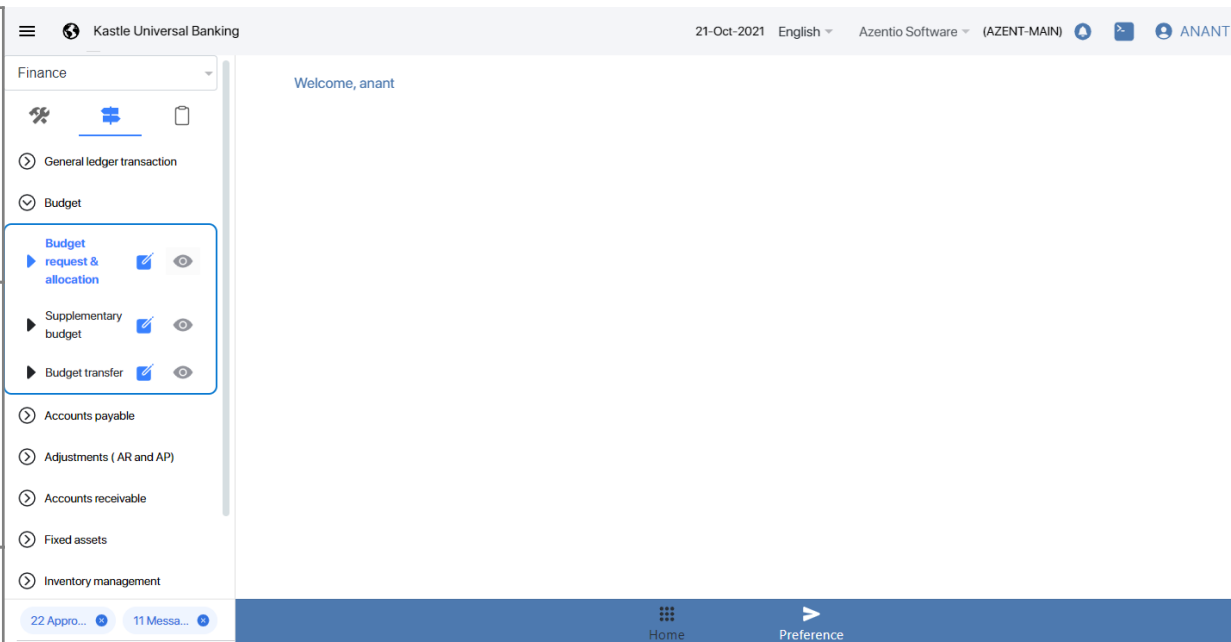 Kastle Universal Banking
21-Oct-2021 English Azentio Software (AZENT-MAIN) ANANT
Finance
Welcome, anant
General ledger transaction
Budget
Budget
request &
allocation
Supplementary
budget
Budget transfer
Accounts payable
Adjustments ( AR and AP)
Accounts receivable
Fixed assets
Inventory management
22 Appro... 11 Messa...
Home Preference